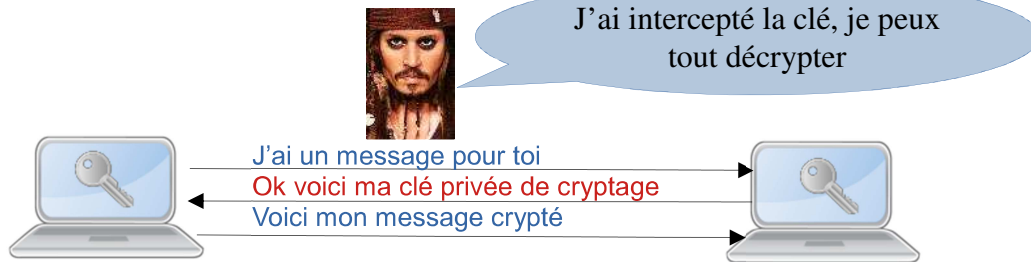 J’ai intercepté la clé, je peux
tout décrypter
J’ai un message pour toi
Ok voici ma clé privée de cryptage
Voici mon message crypté